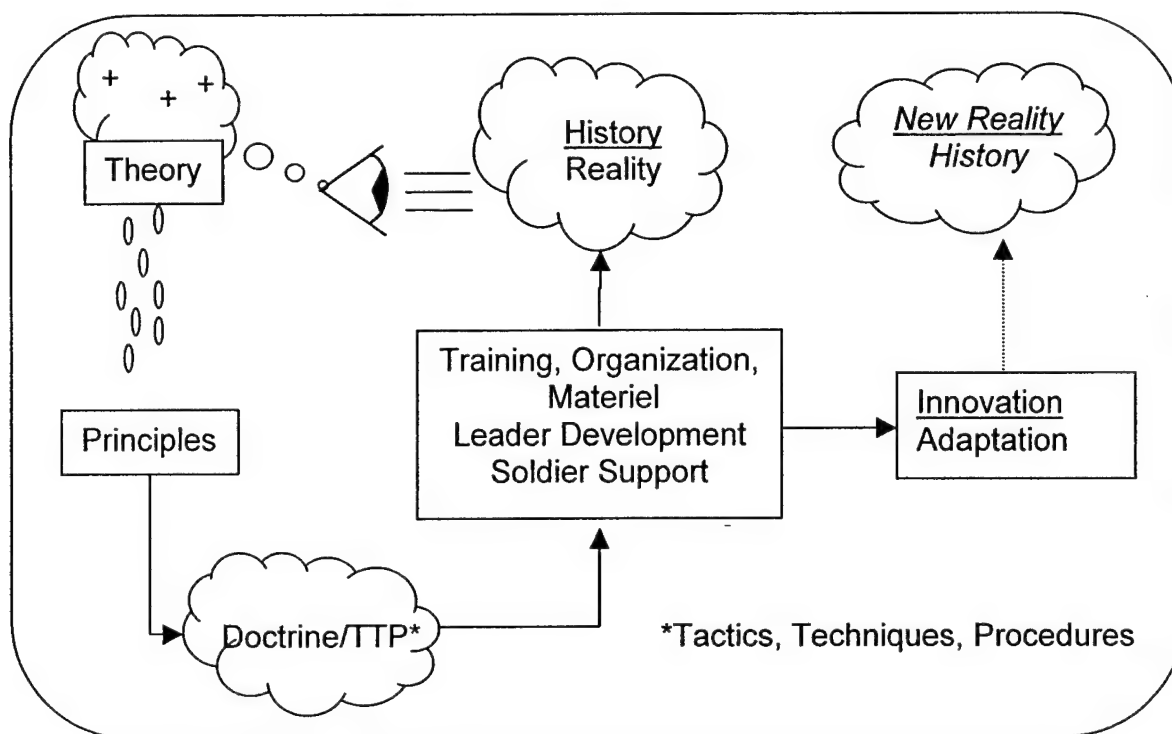 + + +
Theory
History
Reality
New Reality
History
Training, Organization,
Materiel
Leader Development
Soldier Support
Innovation
Adaptation
Principles
Doctrine/TTP*
*Tactics, Techniques, Procedures